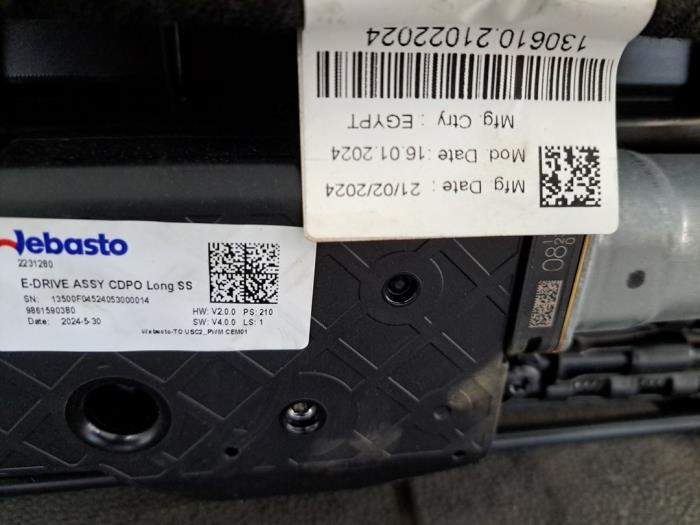 130610.21022024
Mfg. Ctry : EGYPT
Mod. Date :16.01.2024
Mfg. Date : 21/02/2024
Webasto
2231280
E-DRIVE ASSY CDPO Long SS
SN: 13500F04524053000014
9861590380
Date: 2024-5-30
HW: V2.0.0 PS: 210
SW: V4.0.0 LS: 1
Webasto-TO USC2_PWM CEM01